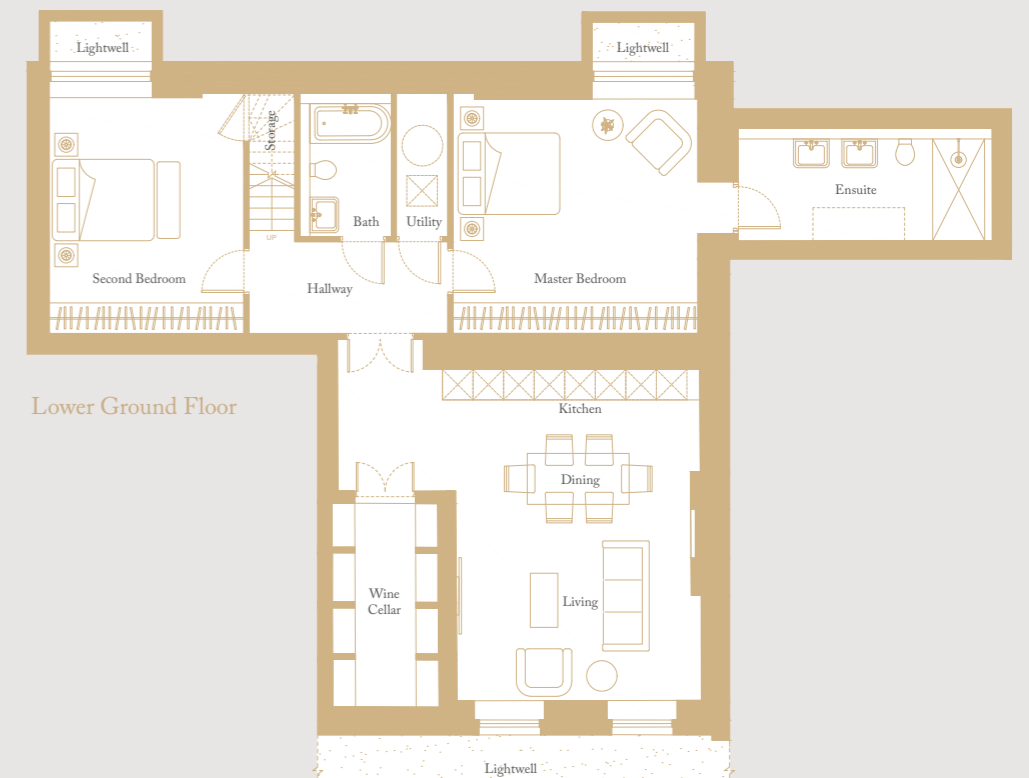 Lightwell
Lightwell
Storage
Ensuite
Bath
Utility
UP
Second Bedroom
Master Bedroom
Hallway
Lower Ground Floor
Kitchen
Dining
Wine
Cellar
Living
Lightwell